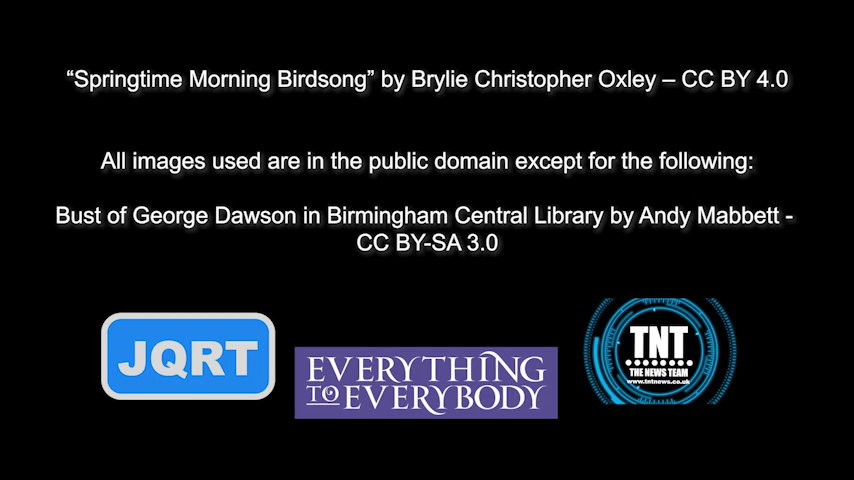 “Springtime Morning Birdsong” by Brylie Christopher Oxley – CC BY 4.0
All images used are in the public domain except for the following:
Bust of George Dawson in Birmingham Central Library by Andy Mabbett -
CC BY-SA 3.0
JQRT
EVERYTHING
TO EVERYBODY
TNT
THE NEWS TEAM
www.tntnews.co.uk